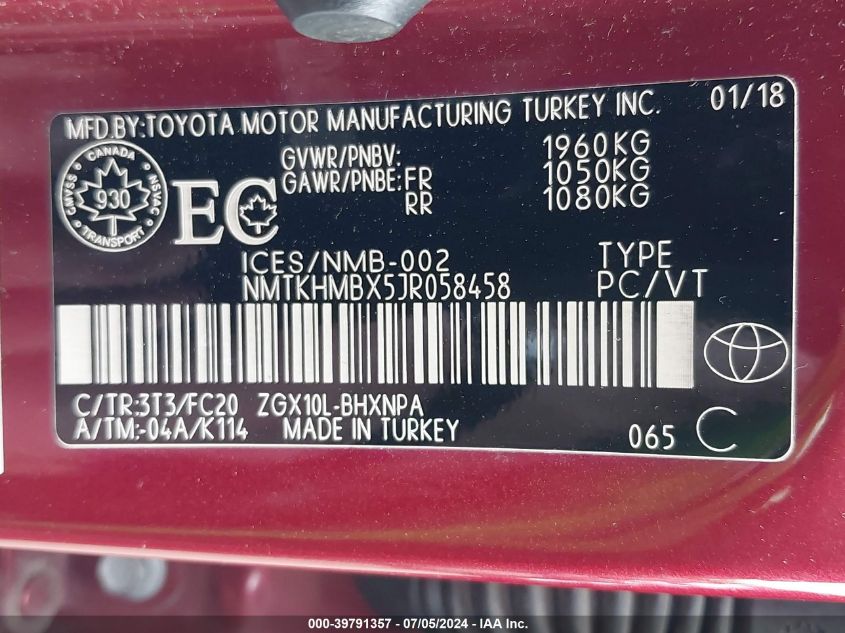 MFD.BY:TOYOTA MOTOR MANUFACTURING TURKEY INC. 01/18
GVWR/PNBV: 1960KG
GAWR/PNBE:FR 1050KG
RR 1080KG
CANADA
CMVSS 930 NSVAC
TRANSPORT
EC
ICES/NMB-002 TYPE
NMTKHMBX5JR058458 PC/VT
C/TR:3T3/FC20 ZGX10L-BHXNPA
A/TM:-04A/K114 MADE IN TURKEY 065 C
000-39791357 / 07/05/2024 - IAA Inc.